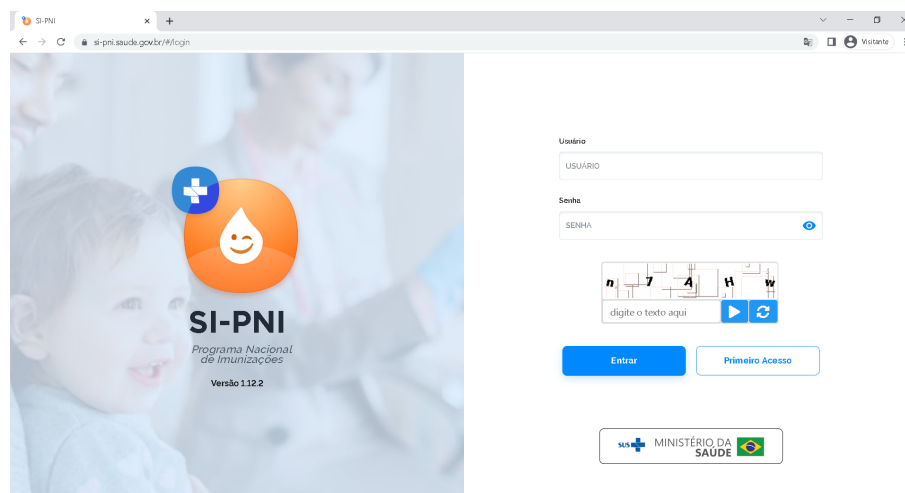 SI-PNI
si-pni.saude.gov.br/#/login
Visitante
SI-PNI
Programa Nacional
de Imunizações
Versão 1.12.2
Usuário
USUÁRIO
Senha
SENHA
n 7 A H w
digite o texto aqui
Entrar
Primeiro Acesso
SUS
MINISTÉRIO DA
SAÚDE